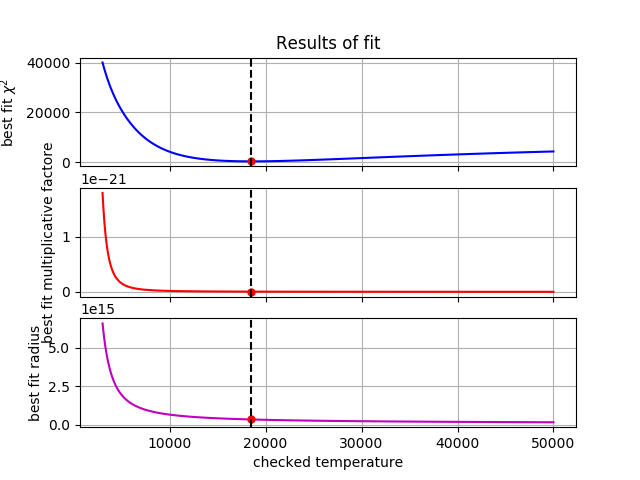 Results of fit
best fit χ²
40000
20000
0
1e−21
best fit multiplicative factore
1
0
1e15
best fit radius
5.0
2.5
0.0
10000 20000 30000 40000 50000
checked temperature